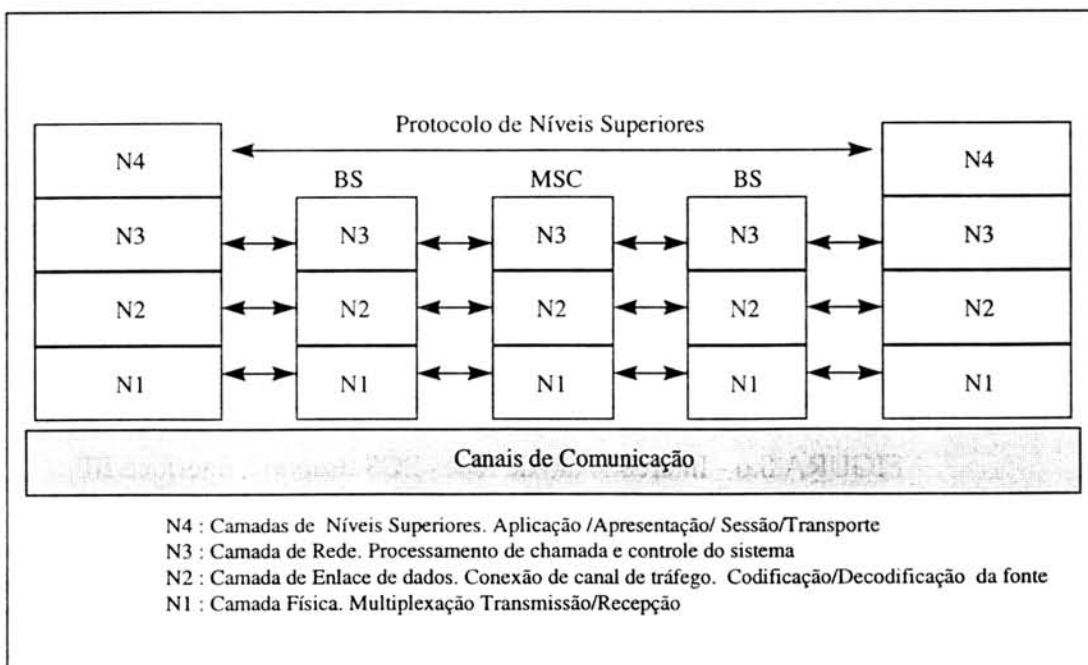 Protocolo de Níveis Superiores
N4 N4
BS MSC BS
N3 N3 N3 N3 N3
N2 N2 N2 N2 N2
N1 N1 N1 N1 N1
Canais de Comunicação
N4 : Camadas de Níveis Superiores. Aplicação /Apresentação/ Sessão/Transporte
N3 : Camada de Rede. Processamento de chamada e controle do sistema
N2 : Camada de Enlace de dados. Conexão de canal de tráfego. Codificação/Decodificação da fonte
N1 : Camada Física. Multiplexação Transmissão/Recepção